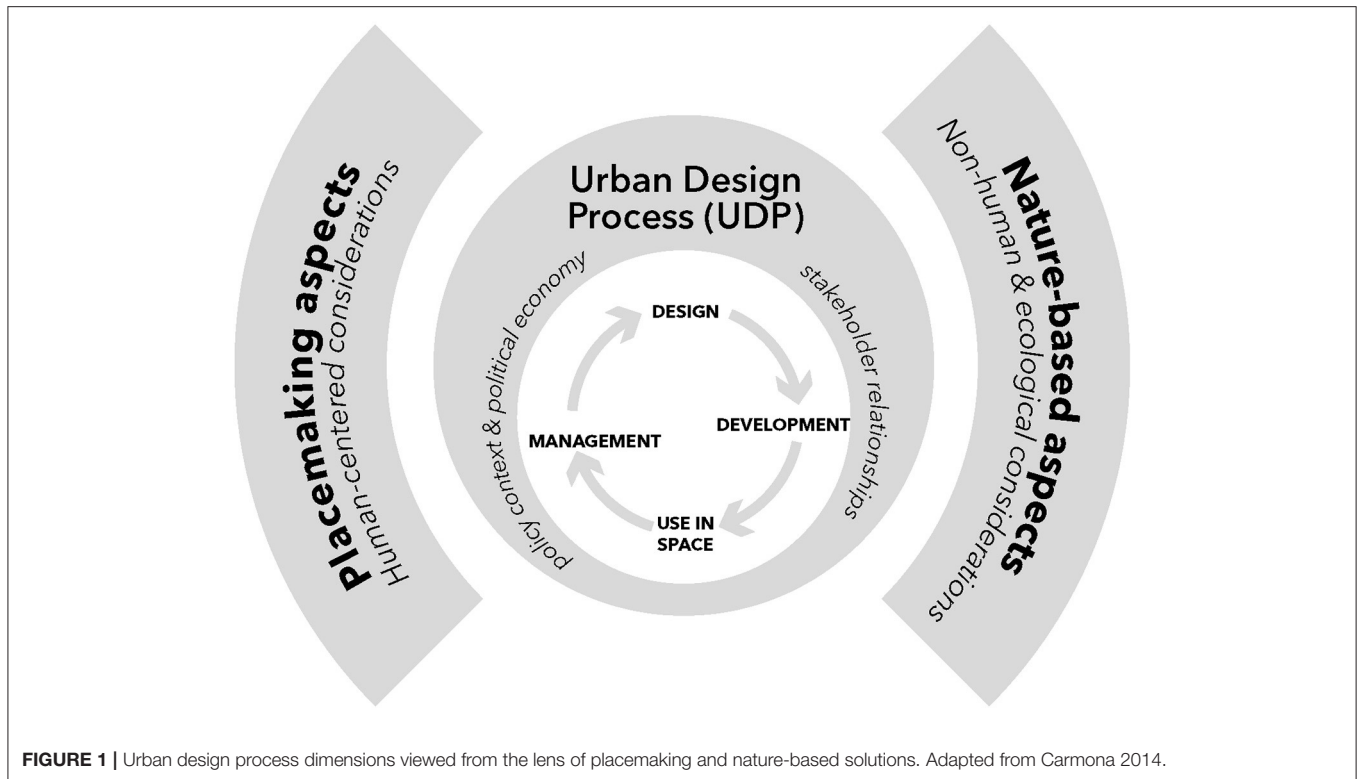 Placemaking aspects
Human-centered considerations
Urban Design
Process (UDP)
policy context & political economy
stakeholder relationships
DESIGN
DEVELOPMENT
USE IN
SPACE
MANAGEMENT
Nature-based aspects
Non-human & ecological considerations
FIGURE 1 | Urban design process dimensions viewed from the lens of placemaking and nature-based solutions. Adapted from Carmona 2014.